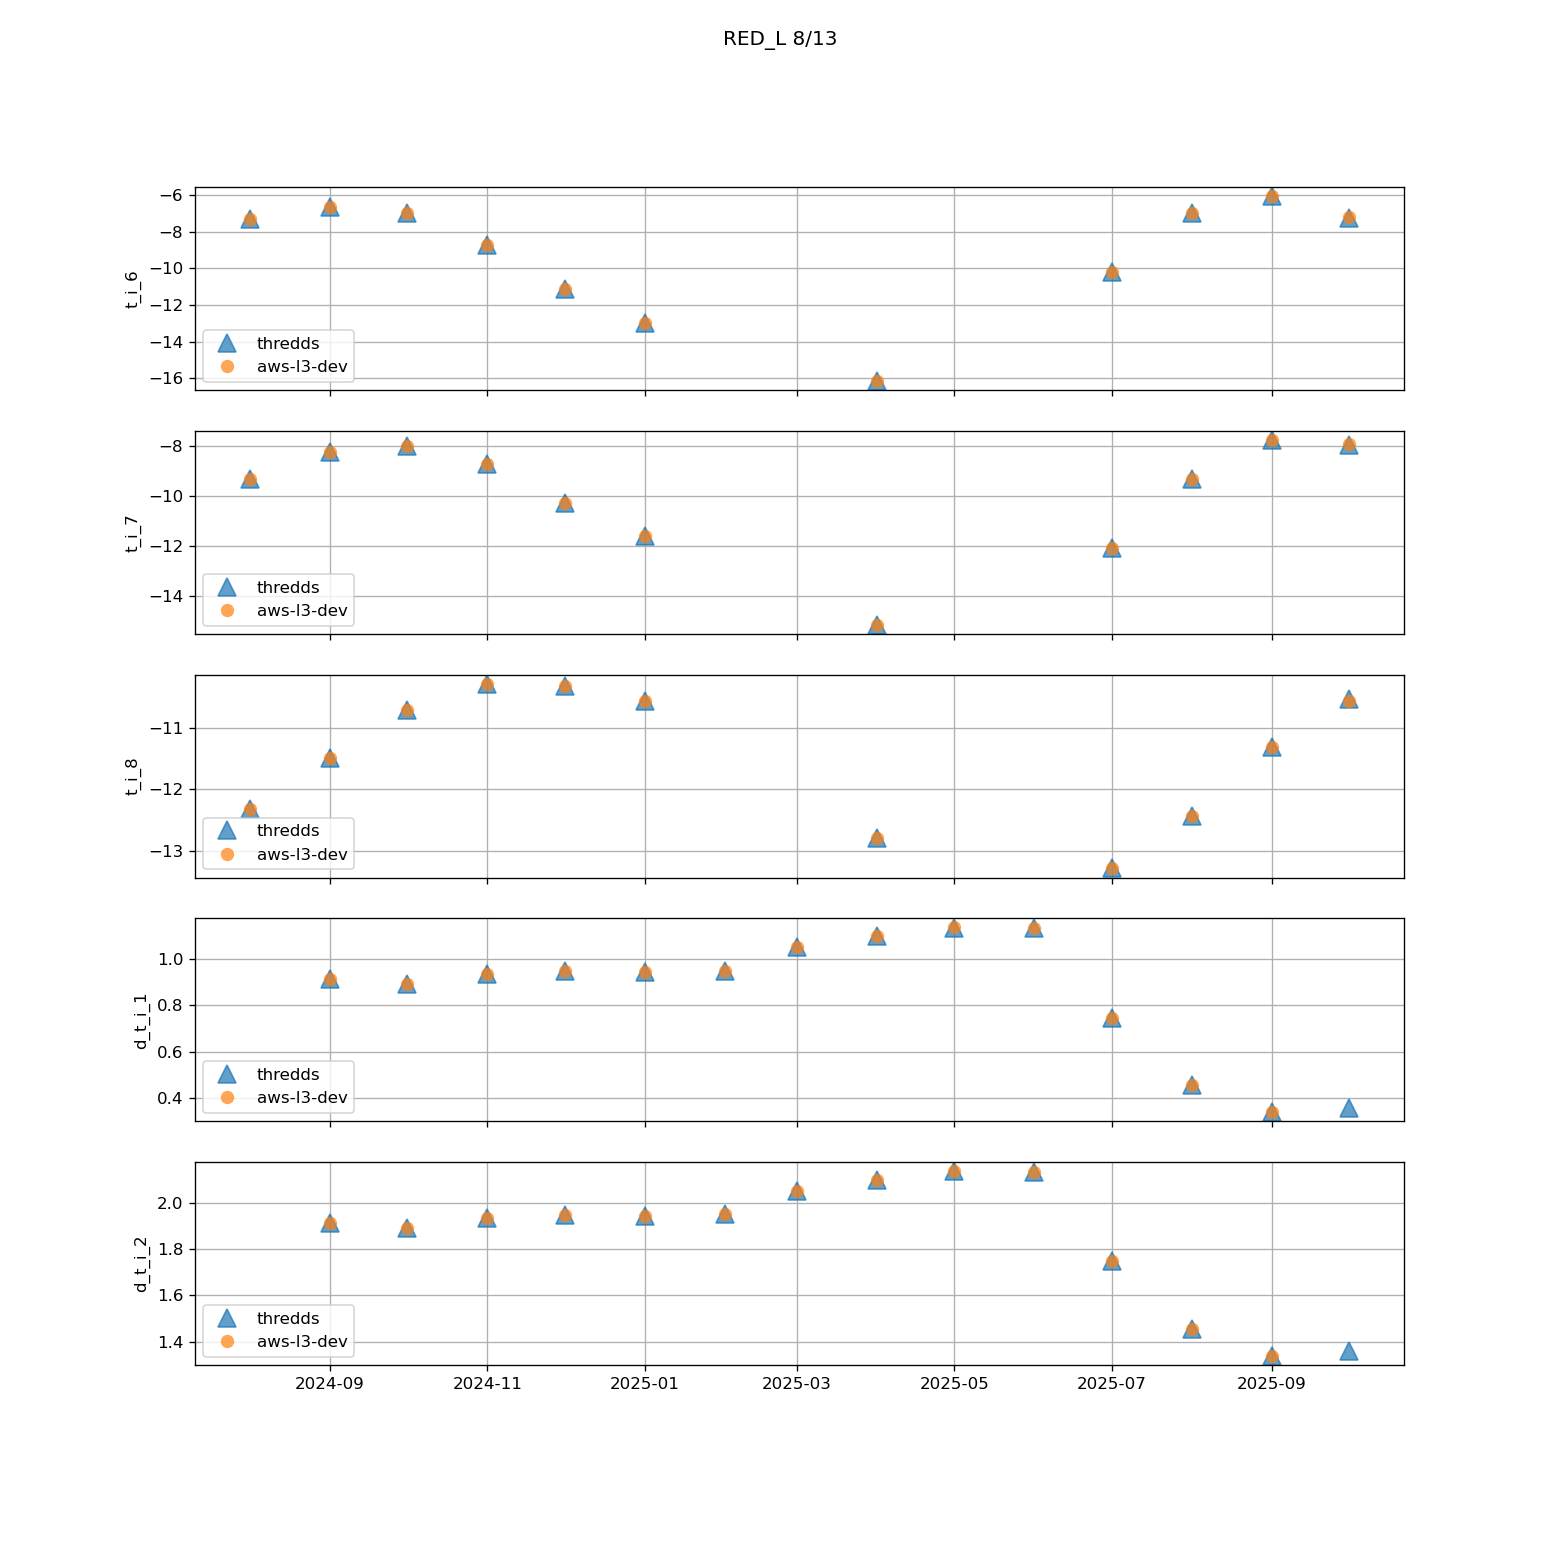 RED_L 8/13
−6
−8
−10
−12
−14
−16
t_i_6
thredds
aws-l3-dev
−8
−10
−12
−14
t_i_7
thredds
aws-l3-dev
−11
−12
−13
t_i_8
thredds
aws-l3-dev
1.0
0.8
0.6
0.4
d_t_i_1
thredds
aws-l3-dev
2.0
1.8
1.6
1.4
d_t_i_2
thredds
aws-l3-dev
2024-09 2024-11 2025-01 2025-03 2025-05 2025-07 2025-09